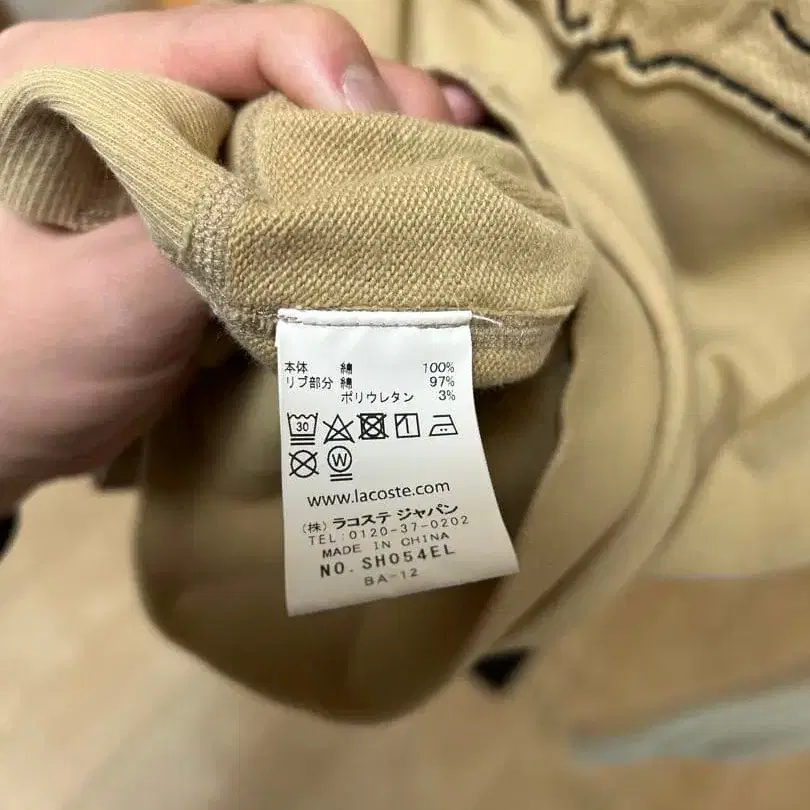 本体 綿 100%
リブ部分 綿 97%
ポリウレタン 3%
30
W
www.lacoste.com
(株) ラコステ ジャパン
TEL:0120-37-0202
MADE IN CHINA
NO. SH054EL
BA-12